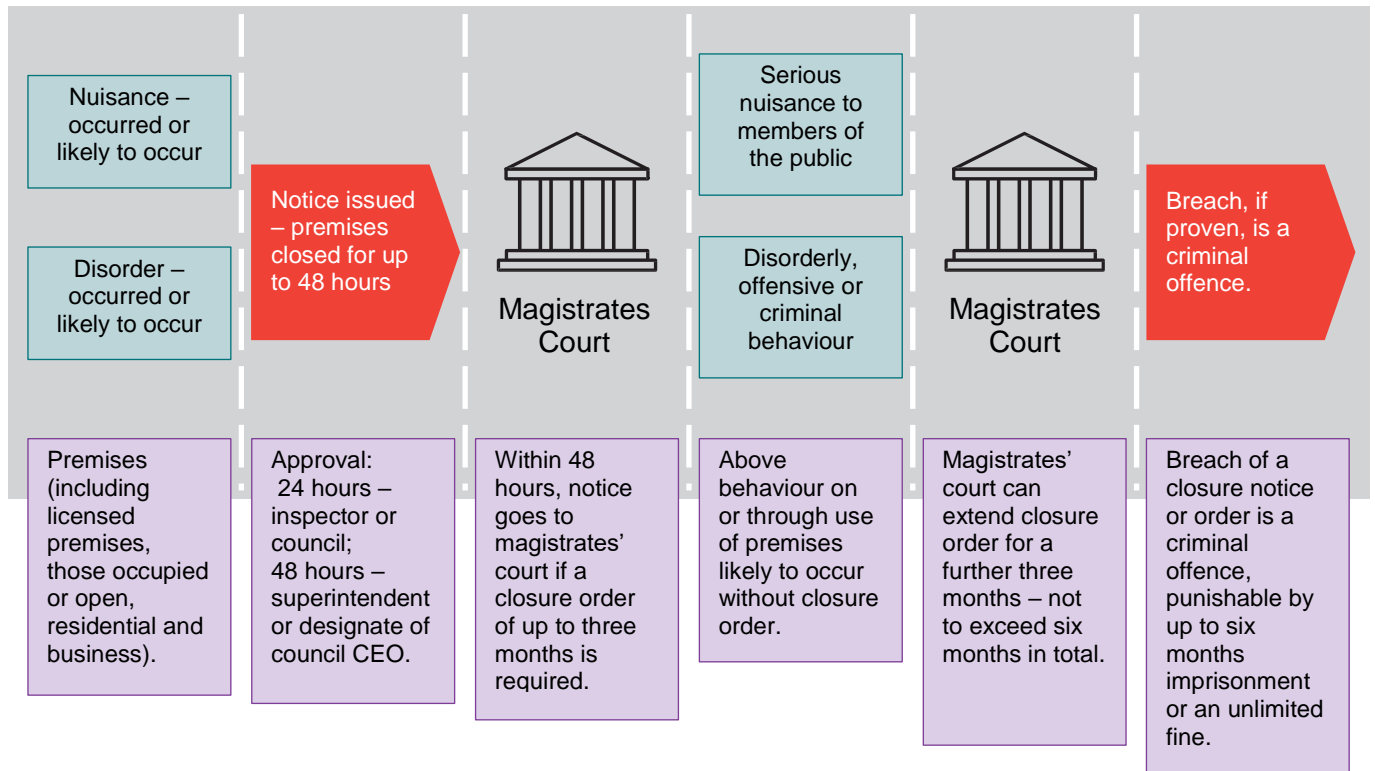 Nuisance –
occurred or
likely to occur
Disorder –
occurred or
likely to occur
Notice issued
– premises
closed for up
to 48 hours
Magistrates
Court
Serious
nuisance to
members of
the public
Disorderly,
offensive or
criminal
behaviour
Magistrates
Court
Breach, if
proven, is a
criminal
offence.
Premises
(including
licensed
premises,
those occupied
or open,
residential and
business).
Approval:
24 hours –
inspector or
council;
48 hours –
superintendent
or designate of
council CEO.
Within 48
hours, notice
goes to
magistrates’
court if a
closure order
of up to three
months is
required.
Above
behaviour on
or through use
of premises
likely to occur
without closure
order.
Magistrates’
court can
extend closure
order for a
further three
months – not
to exceed six
months in total.
Breach of a
closure notice
or order is a
criminal
offence,
punishable by
up to six
months
imprisonment
or an unlimited
fine.